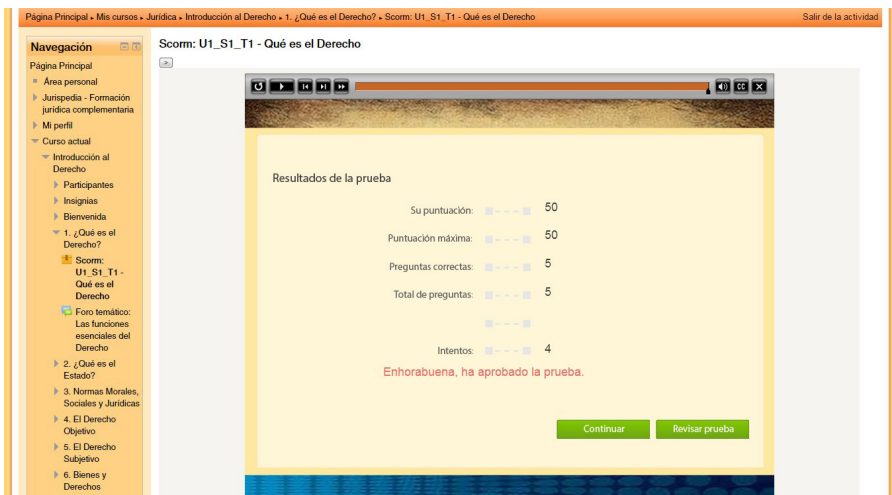 Página Principal ▸ Mis cursos ▸ Jurídica ▸ Introducción al Derecho ▸ 1. ¿Qué es el Derecho? ▸ Scorm: U1_S1_T1 - Qué es el Derecho
Salir de la actividad
Navegación
Página Principal
Área personal
Jurispedia - Formación
jurídica complementaria
Mi perfil
Curso actual
Introducción al
Derecho
Participantes
Insignias
Bienvenida
1. ¿Qué es el
Derecho?
Scorm:
U1_S1_T1 -
Qué es el
Derecho
Foro temático:
Las funciones
esenciales del
Derecho
2. ¿Qué es el
Estado?
3. Normas Morales,
Sociales y Jurídicas
4. El Derecho
Objetivo
5. El Derecho
Subjetivo
6. Bienes y
Derechos
Scorm: U1_S1_T1 - Qué es el Derecho
>
CC
Resultados de la prueba
Su puntuación: 50
Puntuación máxima: 50
Preguntas correctas: 5
Total de preguntas: 5
Intentos: 4
Enhorabuena, ha aprobado la prueba.
Continuar
Revisar prueba